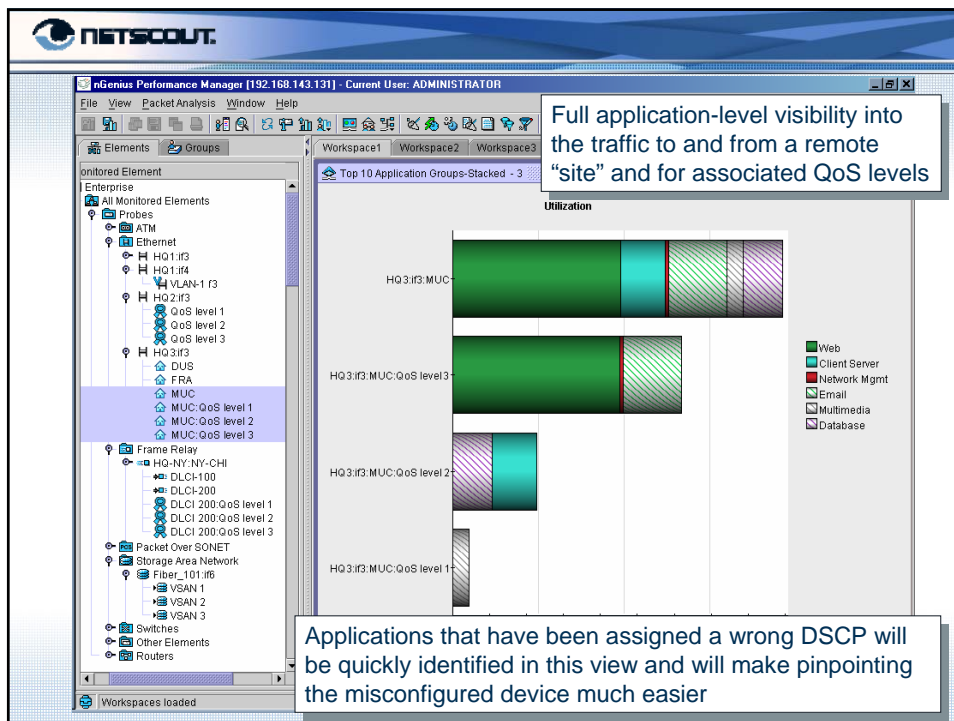 NETSCOUT.
nGenius Performance Manager [192.168.143.131] - Current User: ADMINISTRATOR
File View Packet Analysis Window Help
Full application-level visibility into
the traffic to and from a remote
“site” and for associated QoS levels
Elements Groups
Workspace1 Workspace2 Workspace3
onitored Element
Enterprise
All Monitored Elements
Probes
ATM
Ethernet
HQ1:if3
HQ1:if4
VLAN-1 f3
HQ2:if3
QoS level 1
QoS level 2
QoS level 3
HQ3:if3
DUS
FRA
MUC
MUC:QoS level 1
MUC:QoS level 2
MUC:QoS level 3
Frame Relay
HQ-NY:NY-CHI
DLCI-100
DLCI-200
DLCI 200:QoS level 1
DLCI 200:QoS level 2
DLCI 200:QoS level 3
Packet Over SONET
Storage Area Network
Fiber_101:if6
VSAN 1
VSAN 2
VSAN 3
Switches
Other Elements
Routers
Top 10 Application Groups-Stacked - 3
Utilization
HQ3:if3:MUC
HQ3:if3:MUC:QoS level 3
HQ3:if3:MUC:QoS level 2
HQ3:if3:MUC:QoS level 1
Web
Client Server
Network Mgmt
Email
Multimedia
Database
Applications that have been assigned a wrong DSCP will
be quickly identified in this view and will make pinpointing
the misconfigured device much easier
Workspaces loaded